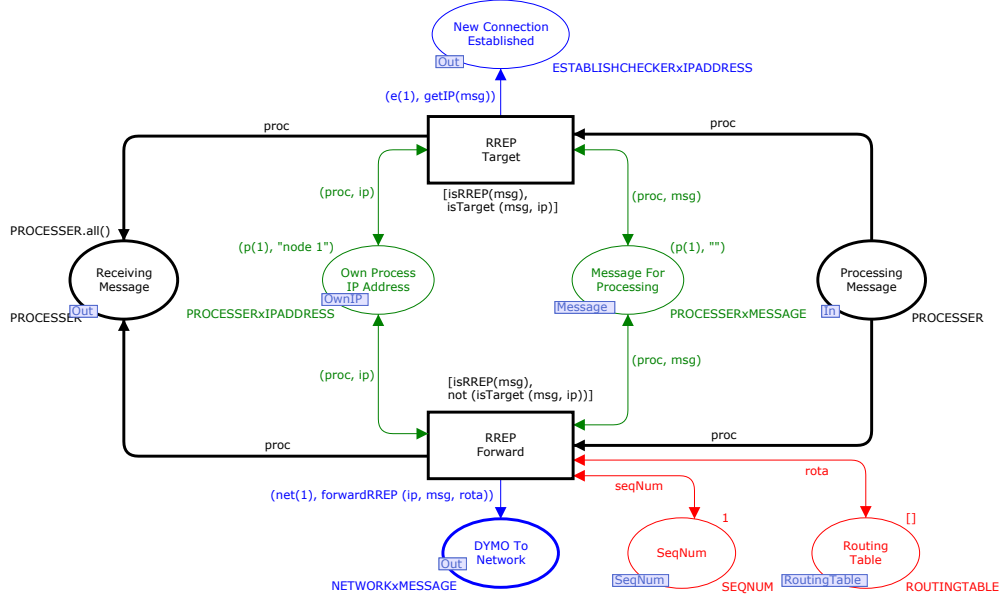 New Connection
Established
Out
ESTABLISHCHECKERxIPADDRESS
(e(1), getIP(msg))
proc
proc
RREP
Target
[isRREP(msg),
isTarget (msg, ip)]
(proc, ip)
(proc, msg)
PROCESSER.all()
(p(1), "node 1")
(p(1), "")
Receiving
Message
Out
PROCESSER
Own Process
IP Address
OwnIP
PROCESSERxIPADDRESS
Message For
Processing
Message
PROCESSERxMESSAGE
Processing
Message
In
PROCESSER
(proc, ip)
(proc, msg)
[isRREP(msg),
not (isTarget (msg, ip))]
proc
proc
RREP
Forward
rota
seqNum
(net(1), forwardRREP (ip, msg, rota))
1
[]
DYMO To
Network
Out
NETWORKxMESSAGE
SeqNum
SeqNum
SEQNUM
Routing
Table
RoutingTable
ROUTINGTABLE